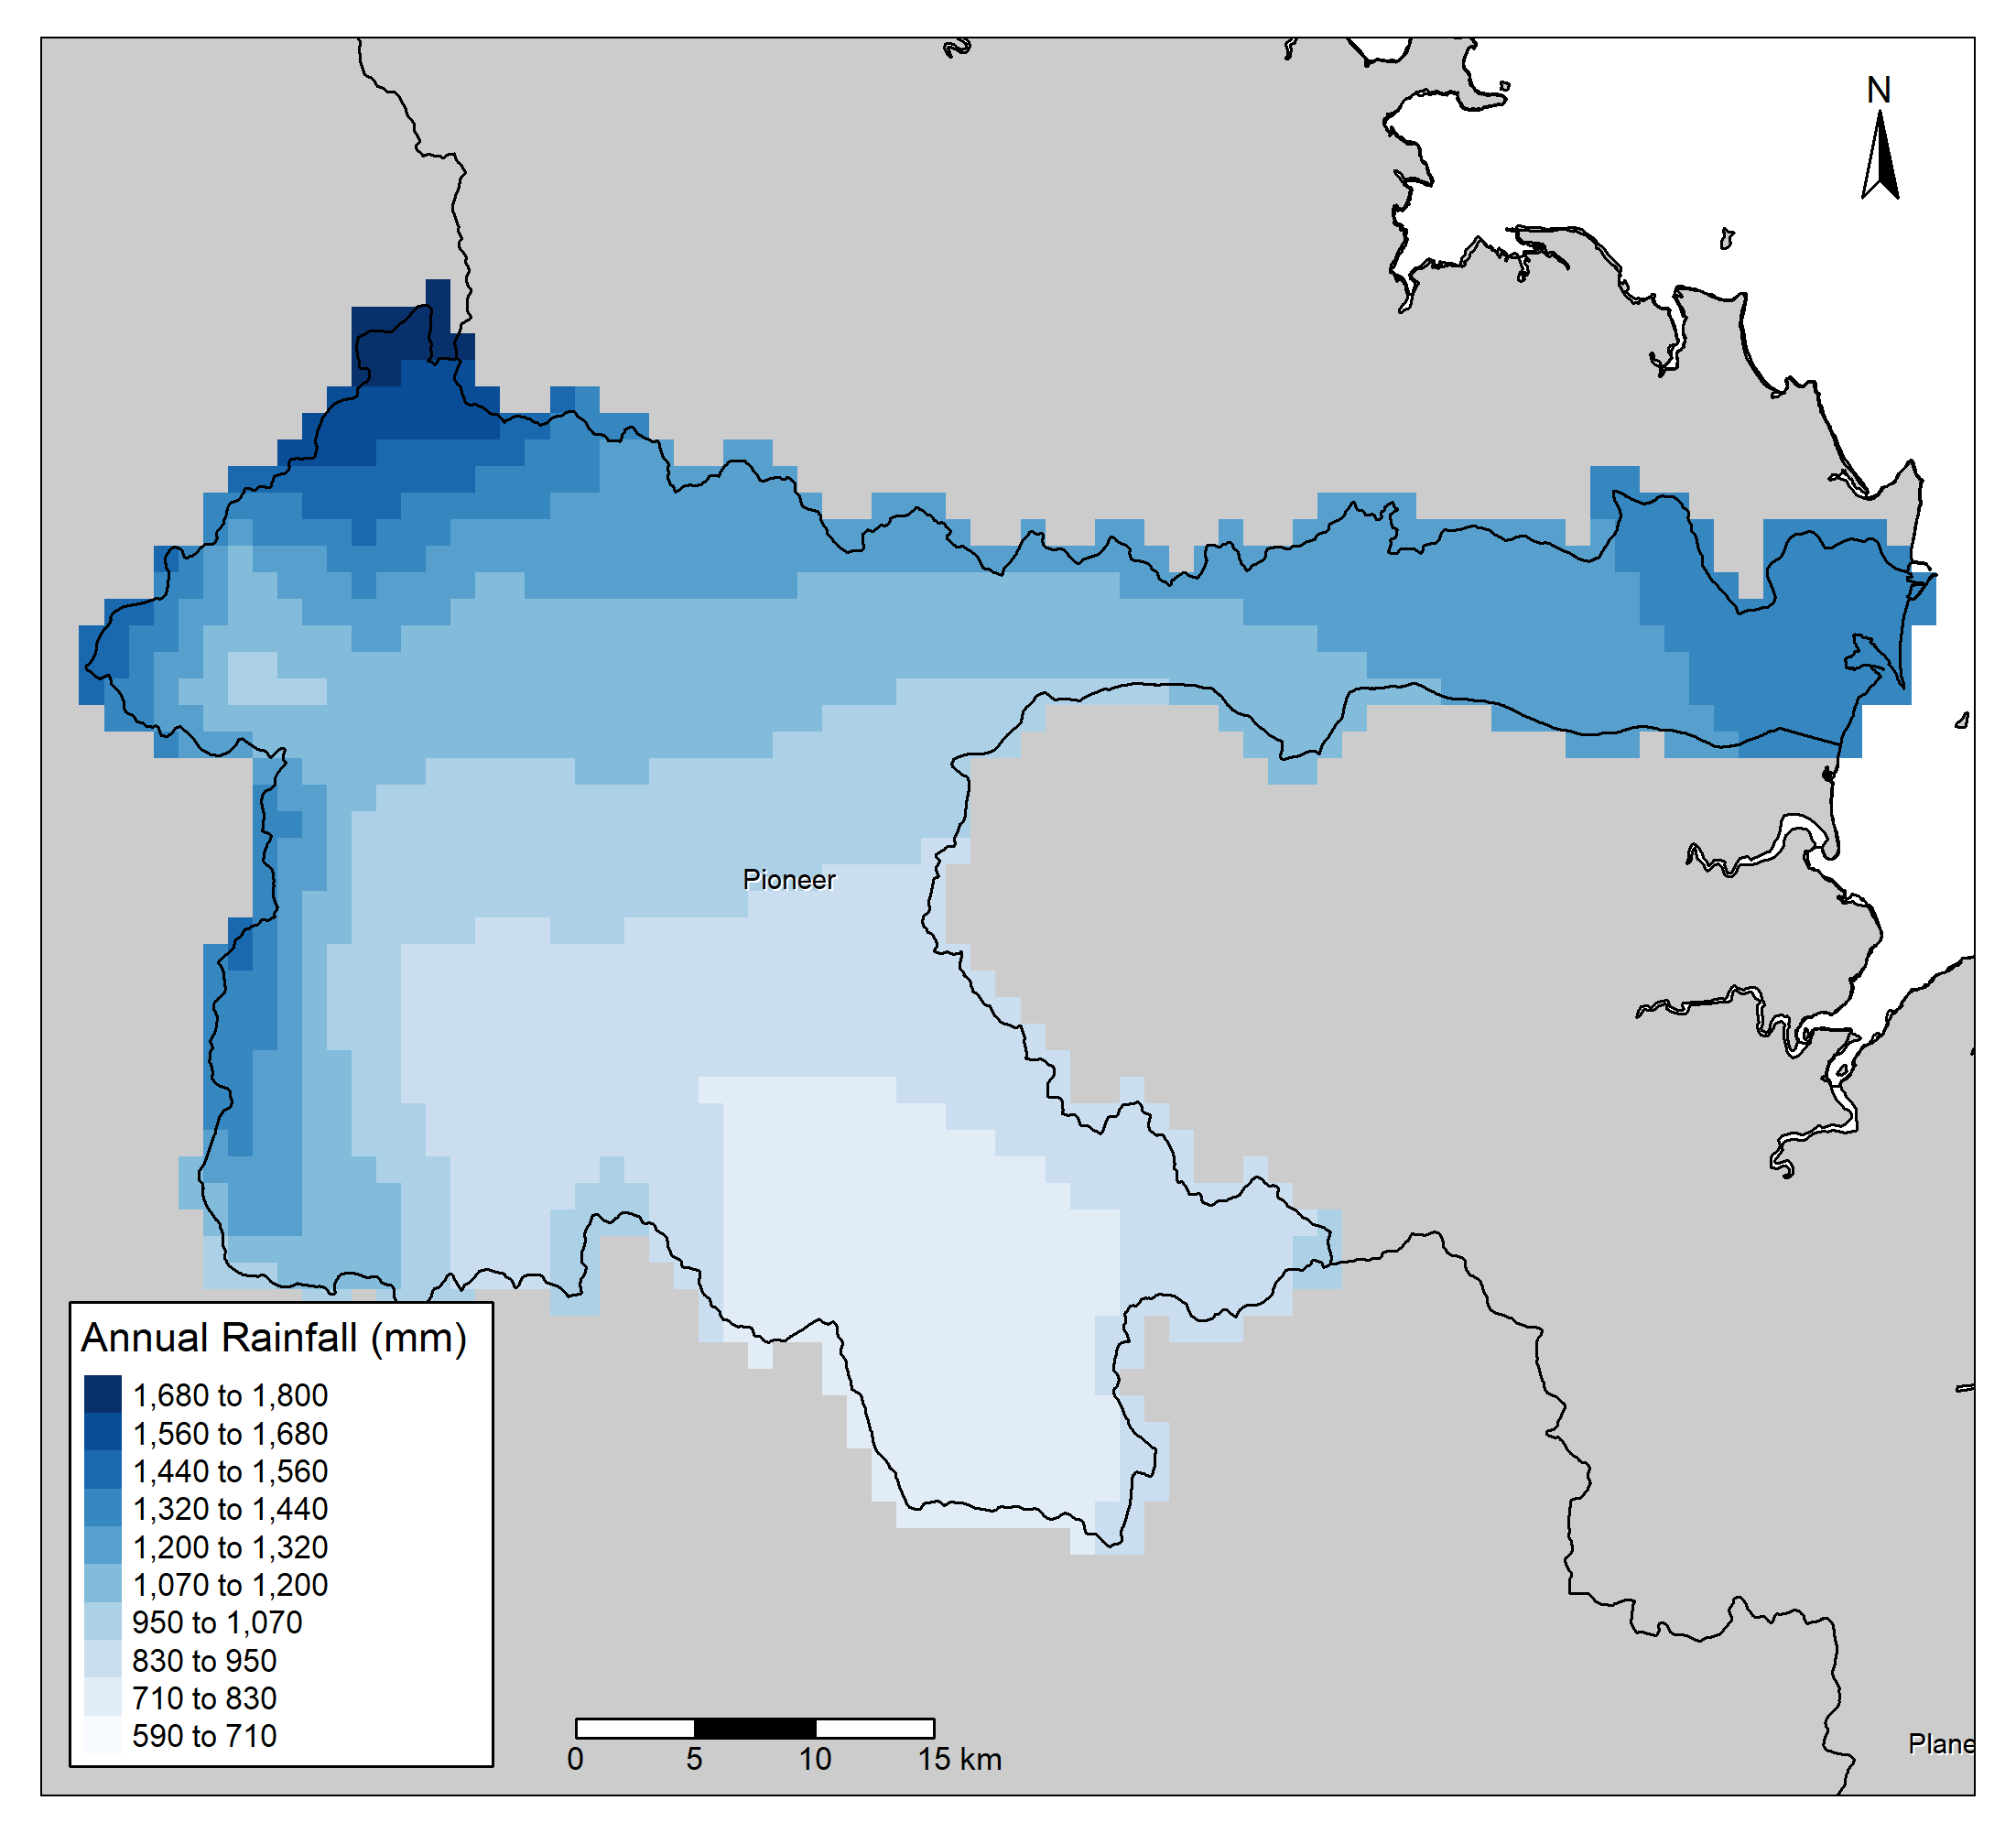 N
Pioneer
Annual Rainfall (mm)
1,680 to 1,800
1,560 to 1,680
1,440 to 1,560
1,320 to 1,440
1,200 to 1,320
1,070 to 1,200
950 to 1,070
830 to 950
710 to 830
590 to 710
0 5 10 15 km
Plane